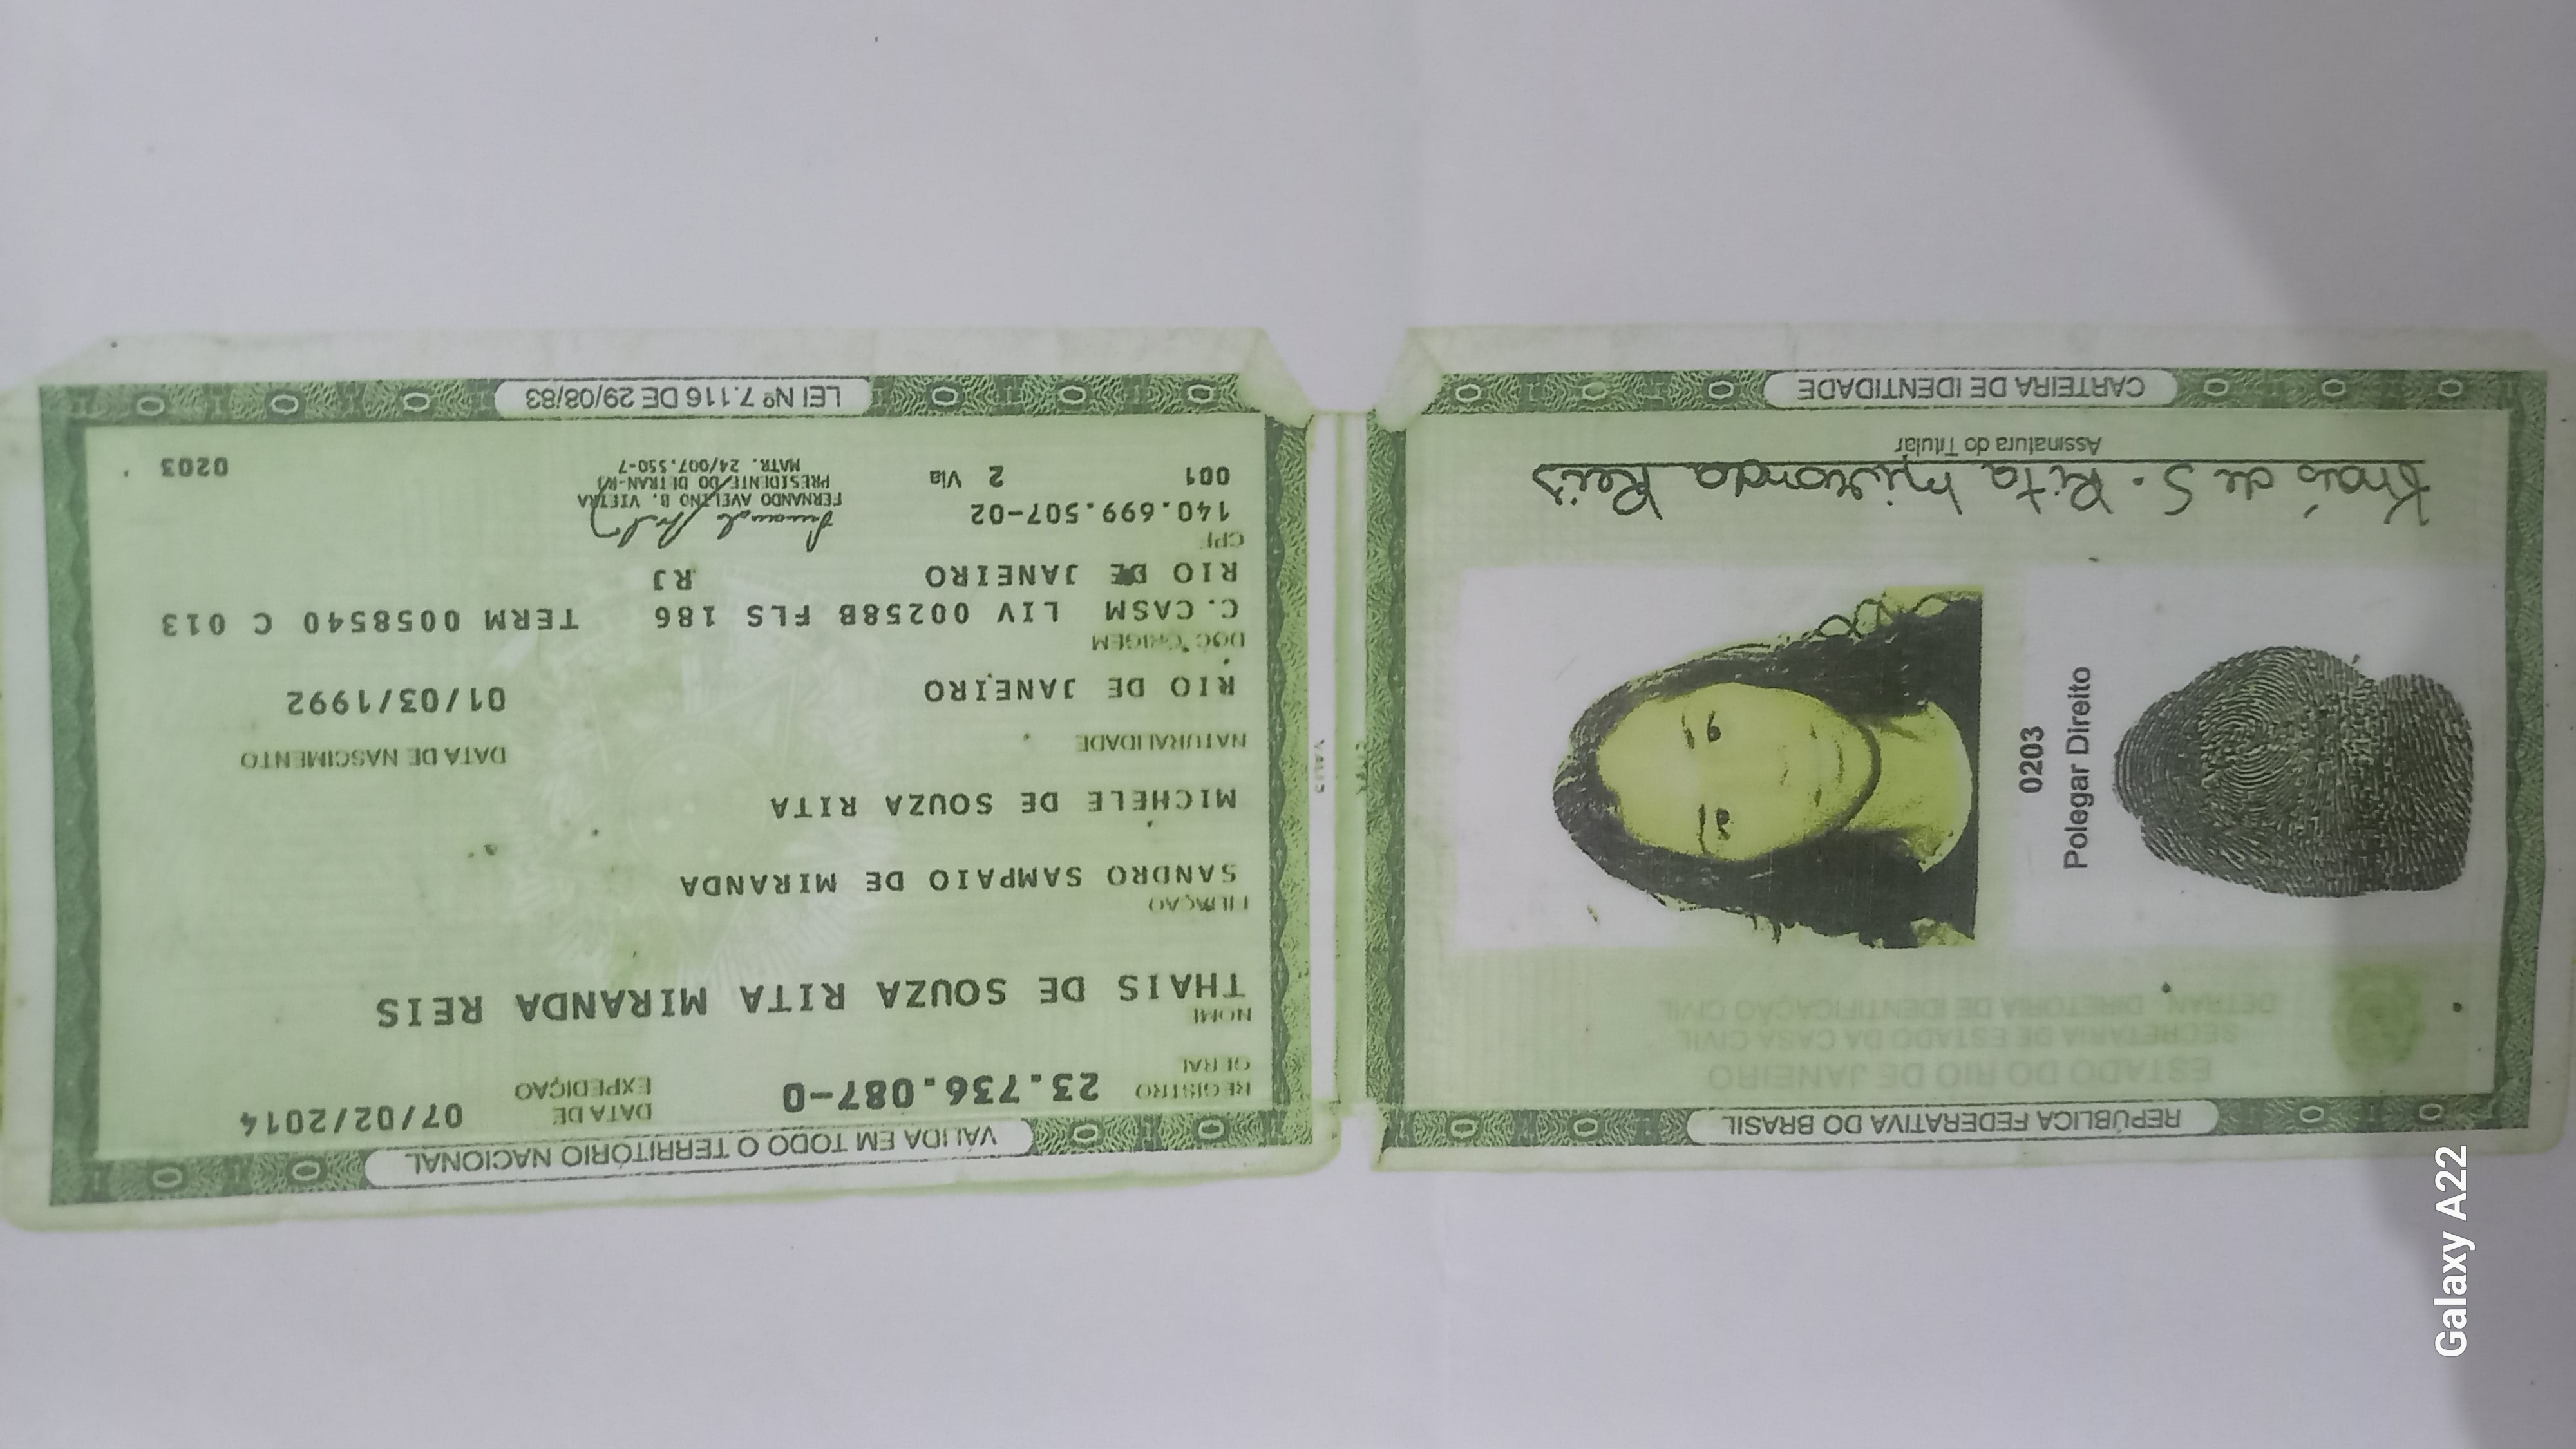 VÁLIDA EM TODO O TERRITÓRIO NACIONAL
REGISTRO GERAL 23.736.087-0 DATA DE EXPEDIÇÃO 07/02/2014
NOME
THAIS DE SOUZA RITA MIRANDA REIS
FILIAÇÃO
SANDRO SAMPAIO DE MIRANDA
MICHELE DE SOUZA RITA
NATURALIDADE DATA DE NASCIMENTO
RIO DE JANEIRO 01/03/1992
DOC ORIGEM
C. CASM LIV 00258B FLS 186 TERM 0058540 C 013
RIO DE JANEIRO RJ
CPF
140.699.507-02
001 2 Via
FERNANDO AVELINO B. VIEIRA
PRESIDENTE DO DETRAN-RJ
MATR. 24/007.550-7
0203
LEI Nº 7.116 DE 29/08/83
REPÚBLICA FEDERATIVA DO BRASIL
ESTADO DO RIO DE JANEIRO
SECRETARIA DE ESTADO DA CASA CIVIL
DETRAN - DIRETORIA DE IDENTIFICAÇÃO CIVIL
0203
Polegar Direito
Thaís de S. Rita Miranda Reis
Assinatura do Titular
CARTEIRA DE IDENTIDADE
Galaxy A22